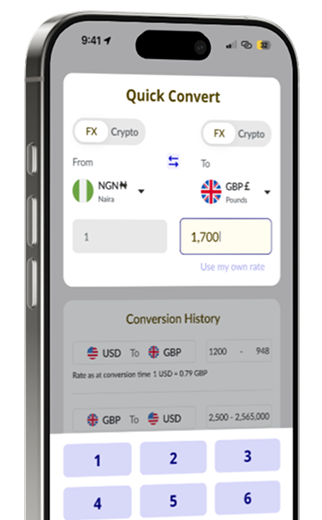 9:41
32
Quick Convert
FX Crypto FX Crypto
From To
NGN₦ GBP£
Naira Pounds
1 1,700
Use my own rate
Conversion History
USD To GBP 1200 - 948
Rate as at conversion time 1 USD = 0.79 GBP
GBP To USD 2,500 - 2,565,000
1 2 3
4 5 6